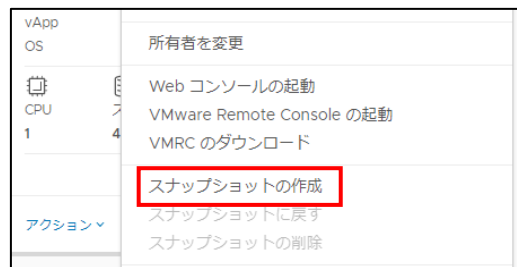 vApp
OS
CPU
ス
1
4
アクション
所有者を変更
Web コンソールの起動
VMware Remote Console の起動
VMRC のダウンロード
スナップショットの作成
スナップショットに戻す
スナップショットの削除